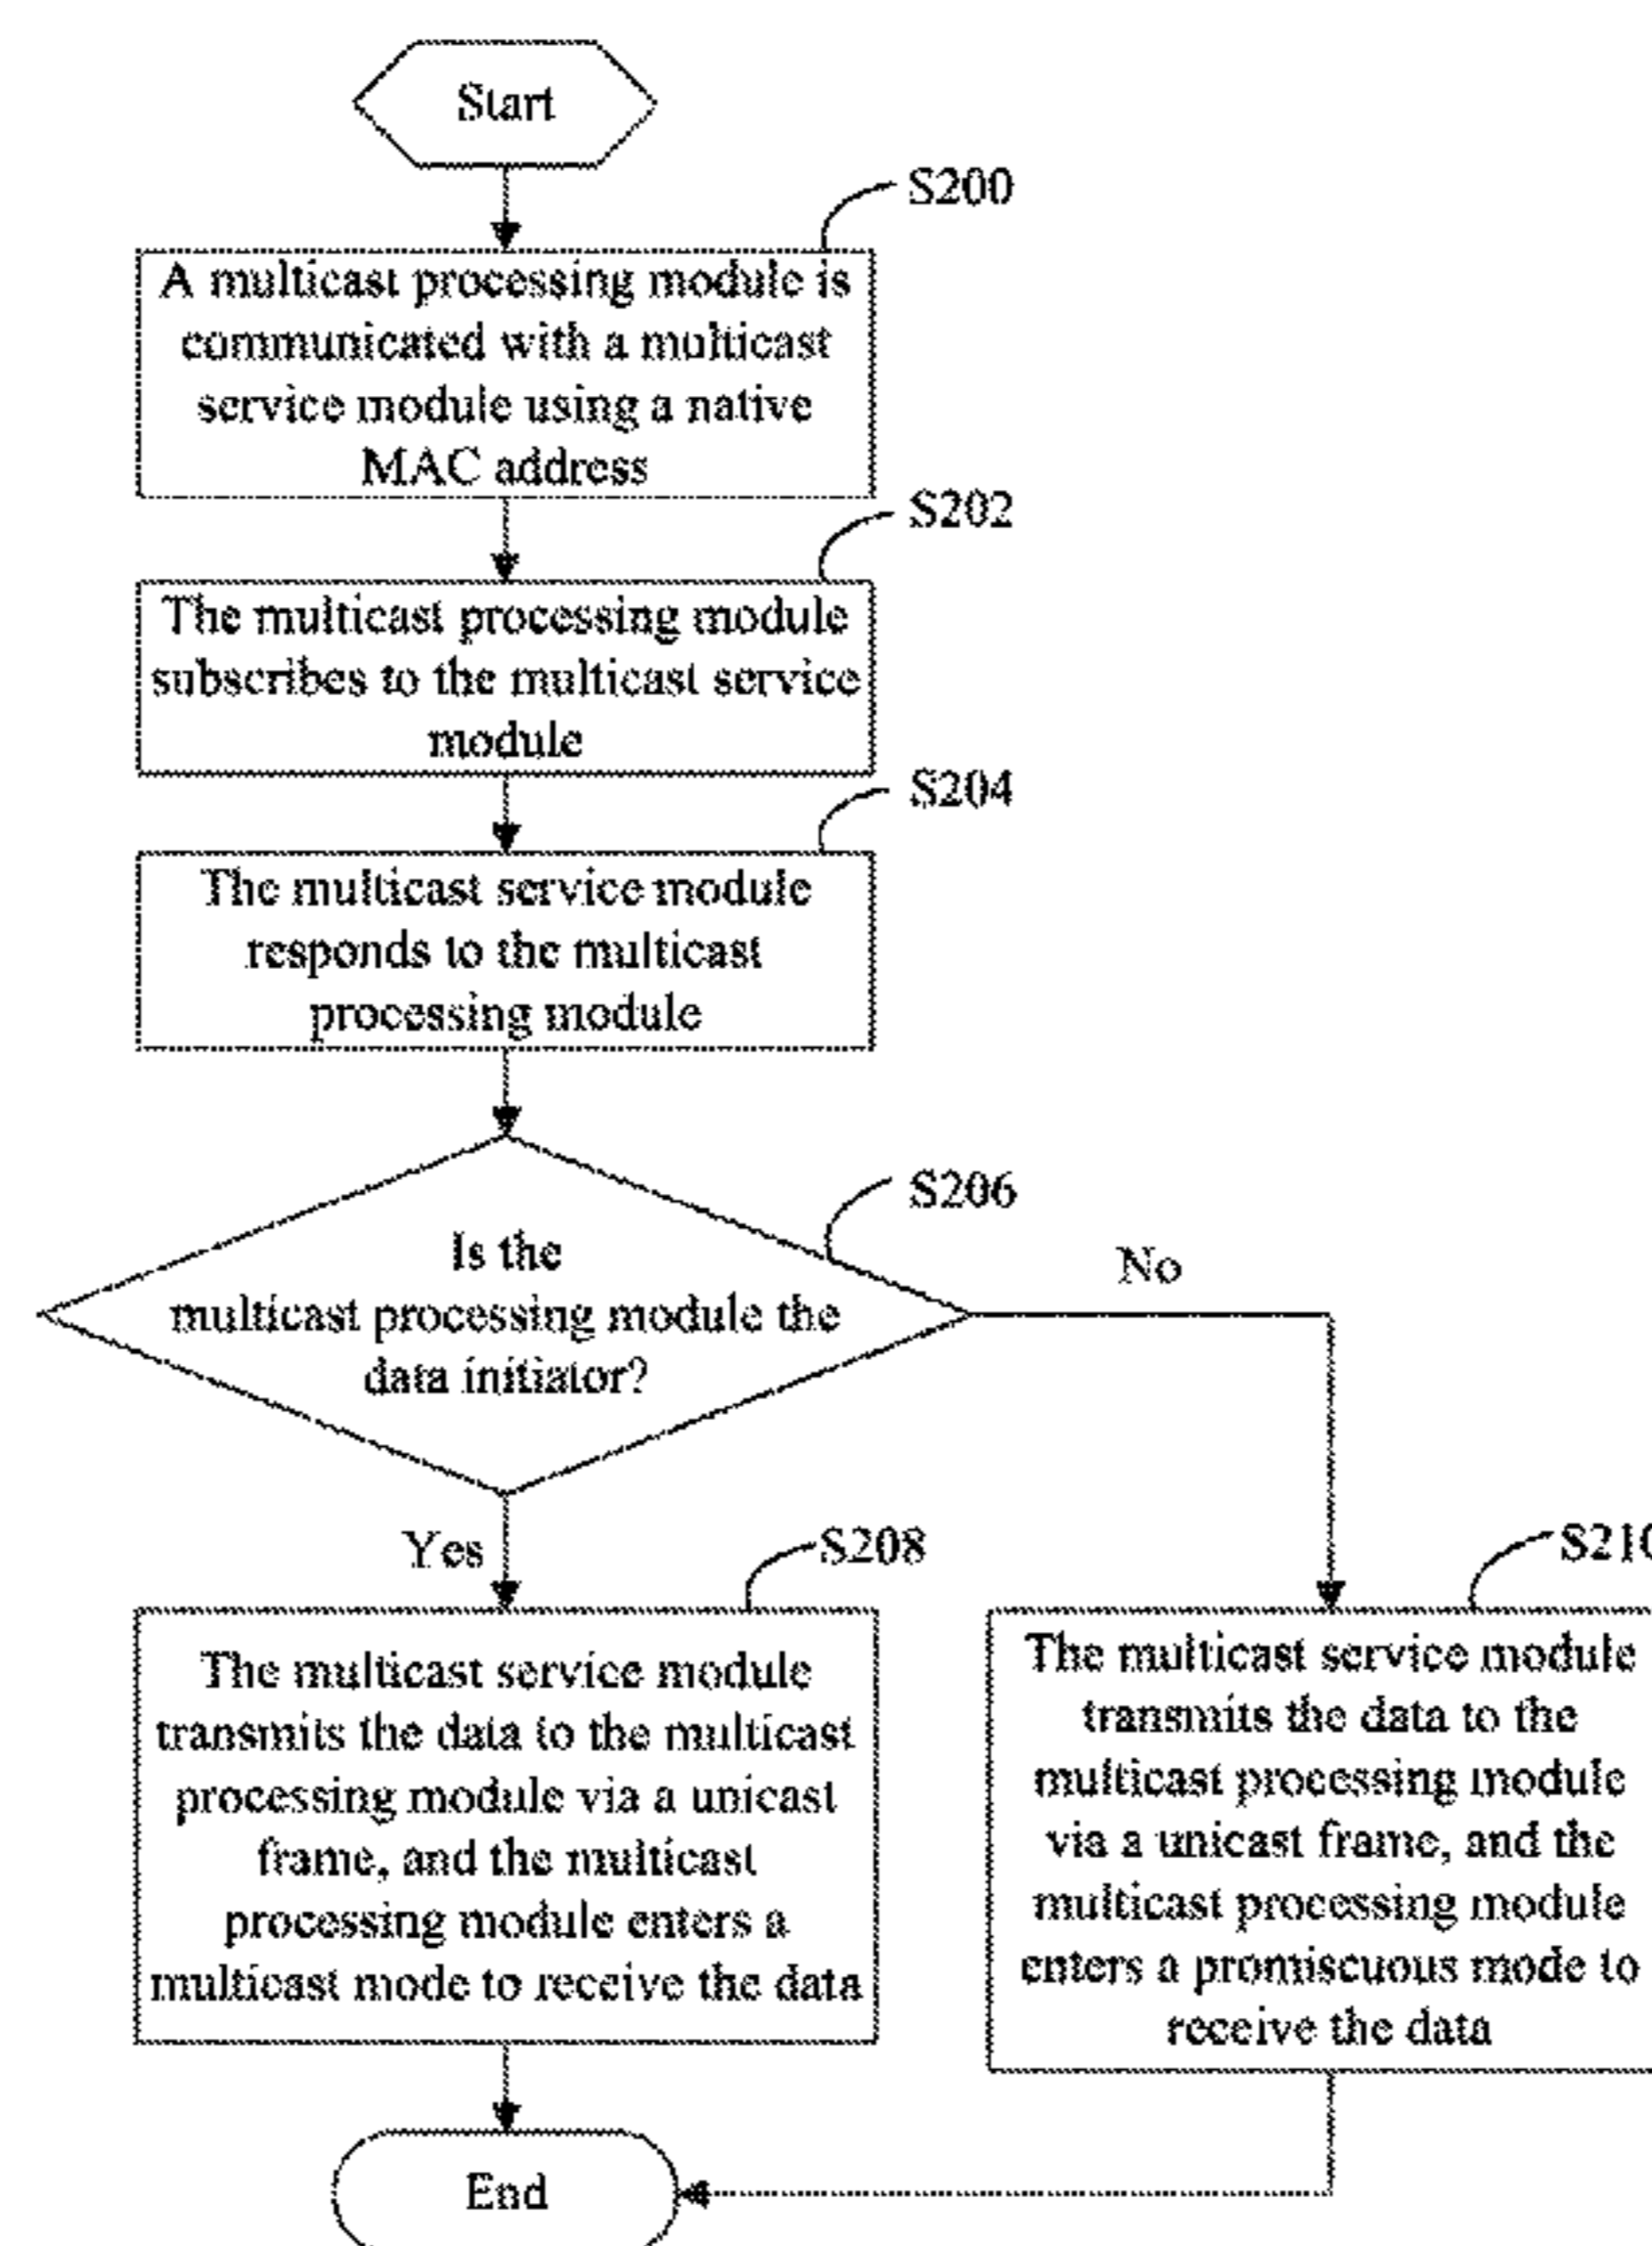 Start
S200
A multicast processing module is
communicated with a multicast
service module using a native
MAC address
S202
The multicast processing module
subscribes to the multicast service
module
S204
The multicast service module
responds to the multicast
processing module
S206
Is the
multicast processing module the
data initiator?
No
Yes
S208
The multicast service module
transmits the data to the multicast
processing module via a unicast
frame, and the multicast
processing module enters a
multicast mode to receive the data
S210
The multicast service module
transmits the data to the
multicast processing module
via a unicast frame, and the
multicast processing module
enters a promiscuous mode to
receive the data
End